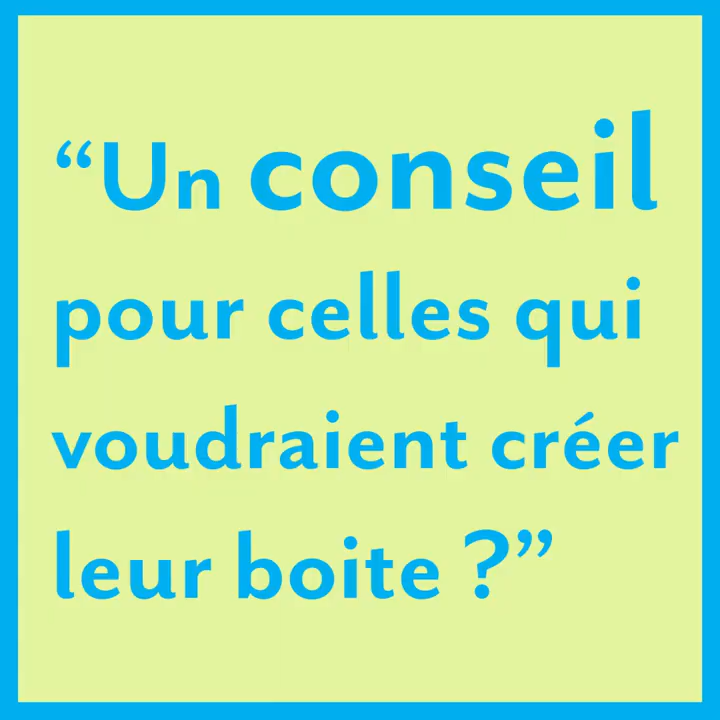 “Un conseil
pour celles qui
voudraient créer
leur boite ?”